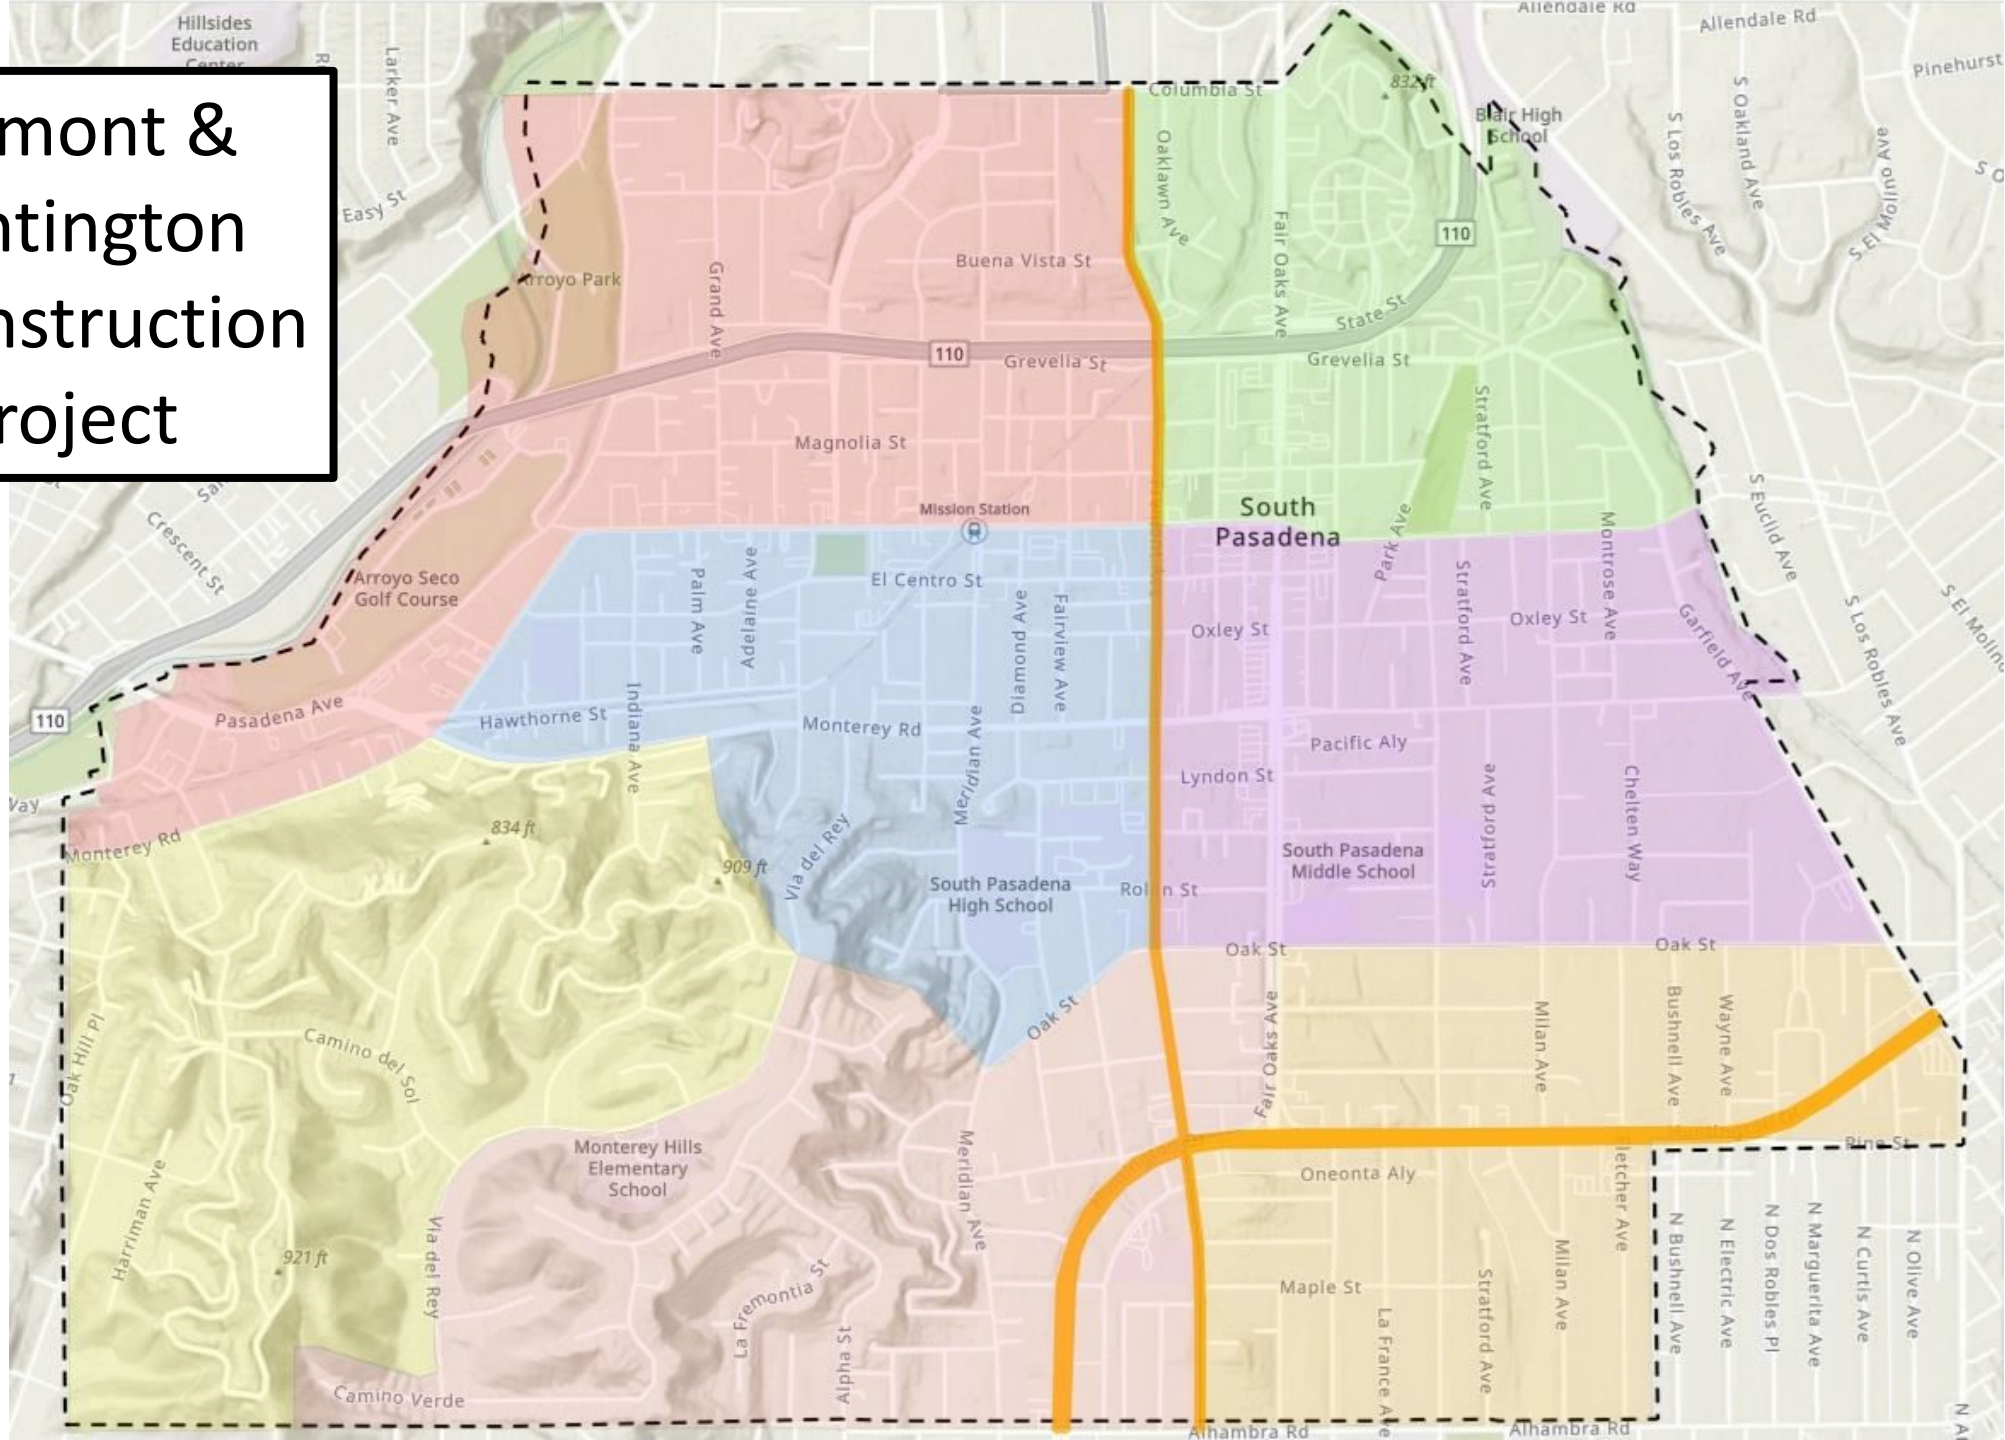 Hillsides
Education
Center
Larker Ave
Easy St
mont &
ntington
nstruction
roject
Allendale Rd
Allendale Rd
Pinehurst
832 ft
Blair High
School
Columbia St
Oaklawn Ave
Fair Oaks Ave
S Los Robles Ave
S Oakland Ave
S El Molino Ave
110
Arroyo Park
Grand Ave
Buena Vista St
State St
110
Grevelia St
Grevelia St
Magnolia St
Stratford Ave
Mission Station
South
Pasadena
Park Ave
Montrose Ave
S Euclid Ave
Crescent St
Arroyo Seco
Golf Course
Palm Ave
Adelaine Ave
El Centro St
Diamond Ave
Fairview Ave
Oxley St
Stratford Ave
Oxley St
Garfield Ave
S Los Robles Ave
S El Molino
110
Pasadena Ave
Hawthorne St
Indiana Ave
Monterey Rd
Meridian Ave
Pacific Aly
Lyndon St
Stratford Ave
Chelten Way
Way
Monterey Rd
834 ft
909 ft
Via del Rey
South Pasadena
High School
Rollin St
South Pasadena
Middle School
Oak St
Oak St
Oak St
Oak Hill Pl
Camino del Sol
Fair Oaks Ave
Milan Ave
Bushnell Ave
Wayne Ave
Pine St
Monterey Hills
Elementary
School
Meridian Ave
Oneonta Aly
Fletcher Ave
Harriman Ave
921 ft
Via del Rey
La Fremontia St
Alpha St
Maple St
La France Ave
Stratford Ave
Milan Ave
N Bushnell Ave
N Electric Ave
N Dos Robles Pl
N Marguerita Ave
N Curtis Ave
N Olive Ave
Camino Verde
Alhambra Rd
Alhambra Rd